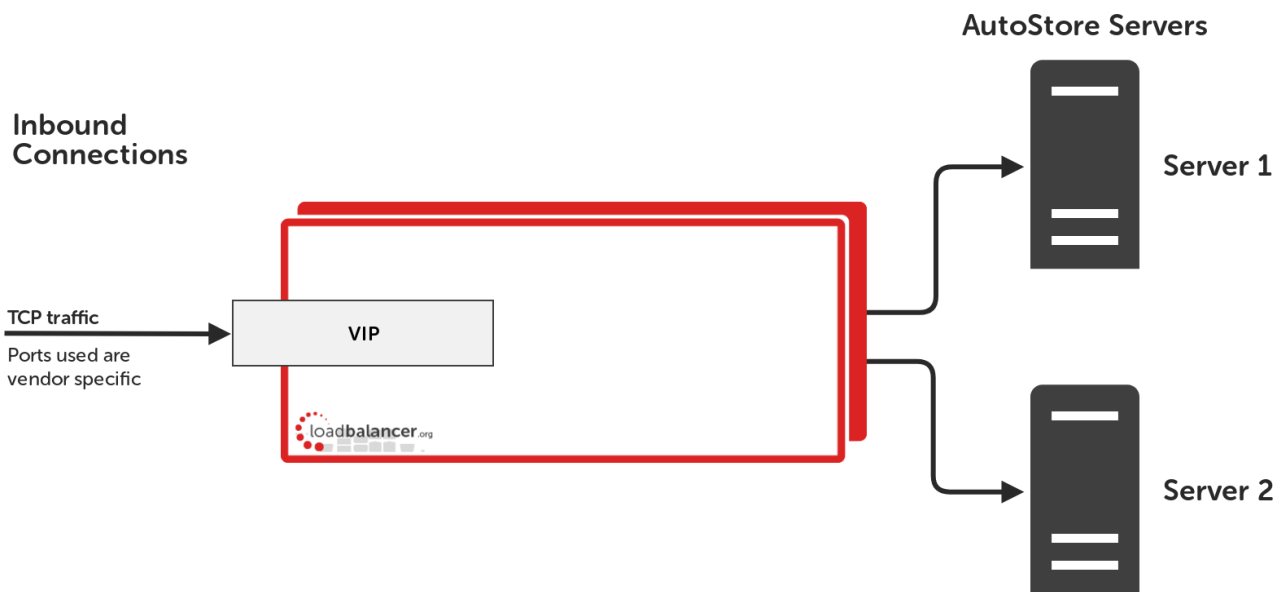 AutoStore Servers
Inbound
Connections
Server 1
TCP traffic
VIP
Ports used are
vendor specific
loadbalancer.org
Server 2